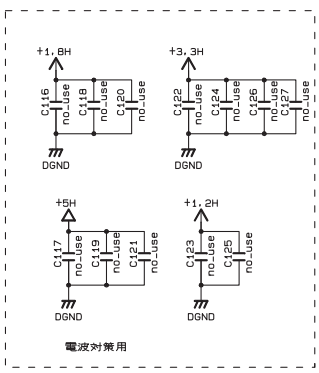 +1,8H
C116
no_use
C118
no_use
C120
no_use
DGND
+3,3H
C122
no_use
C124
no_use
C126
no_use
C127
no_use
DGND
+5H
C117
no_use
C119
no_use
C121
no_use
DGND
+1,2H
C123
no_use
C125
no_use
DGND
電波対策用